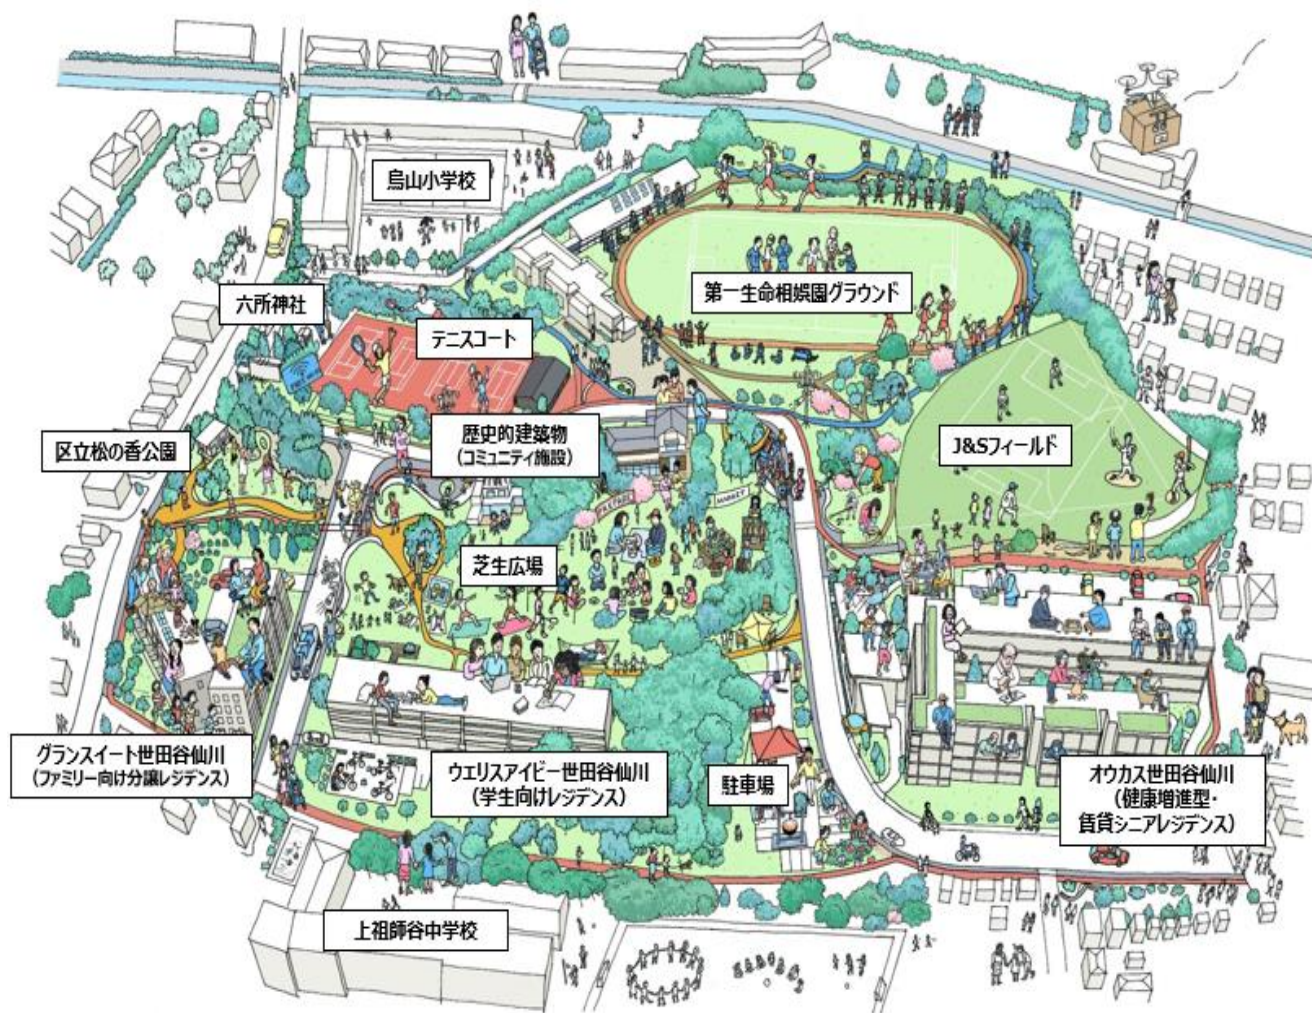 烏山小学校
第一生命相娯園グラウンド
六所神社
テニスコート
歴史的建築物
(コミュニティ施設)
J&Sフィールド
区立松の香公園
MARKET
芝生広場
グランスイート世田谷仙川
(ファミリー向け分譲レジデンス)
ウエリスアイビー世田谷仙川
(学生向けレジデンス)
駐車場
オウカス世田谷仙川
(健康増進型・
賃貸シニアレジデンス)
上祖師谷中学校